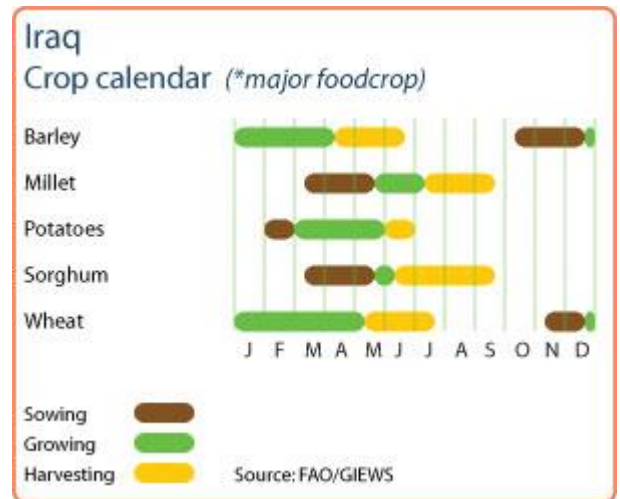 Iraq
Crop calendar (*major foodcrop)
Barley
Millet
Potatoes
Sorghum
Wheat
J F M A M J J A S O N D
Sowing
Growing
Harvesting
Source: FAO/GIEWS